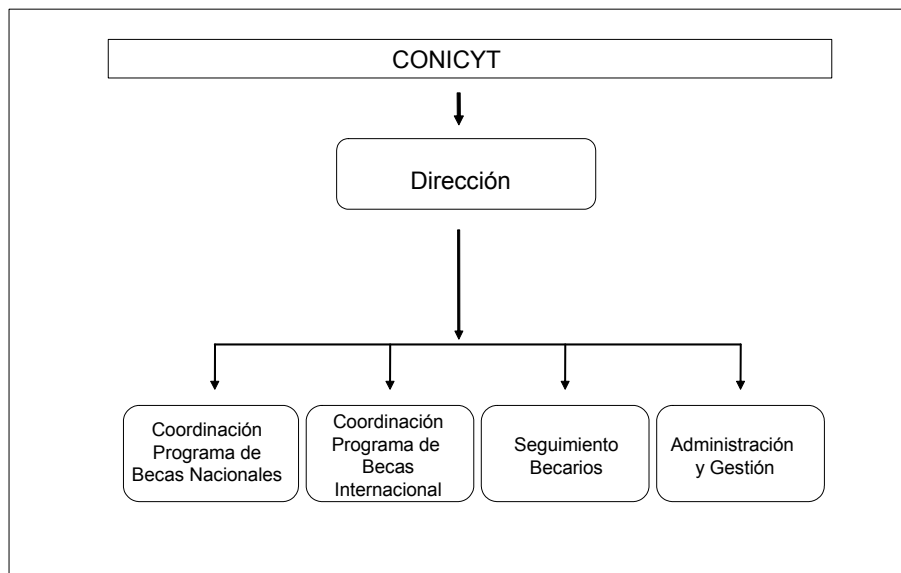 CONICYT
Dirección
Coordinación
Programa de
Becas Nacionales
Coordinación
Programa de
Becas
Internacional
Seguimiento
Becarios
Administración
y Gestión